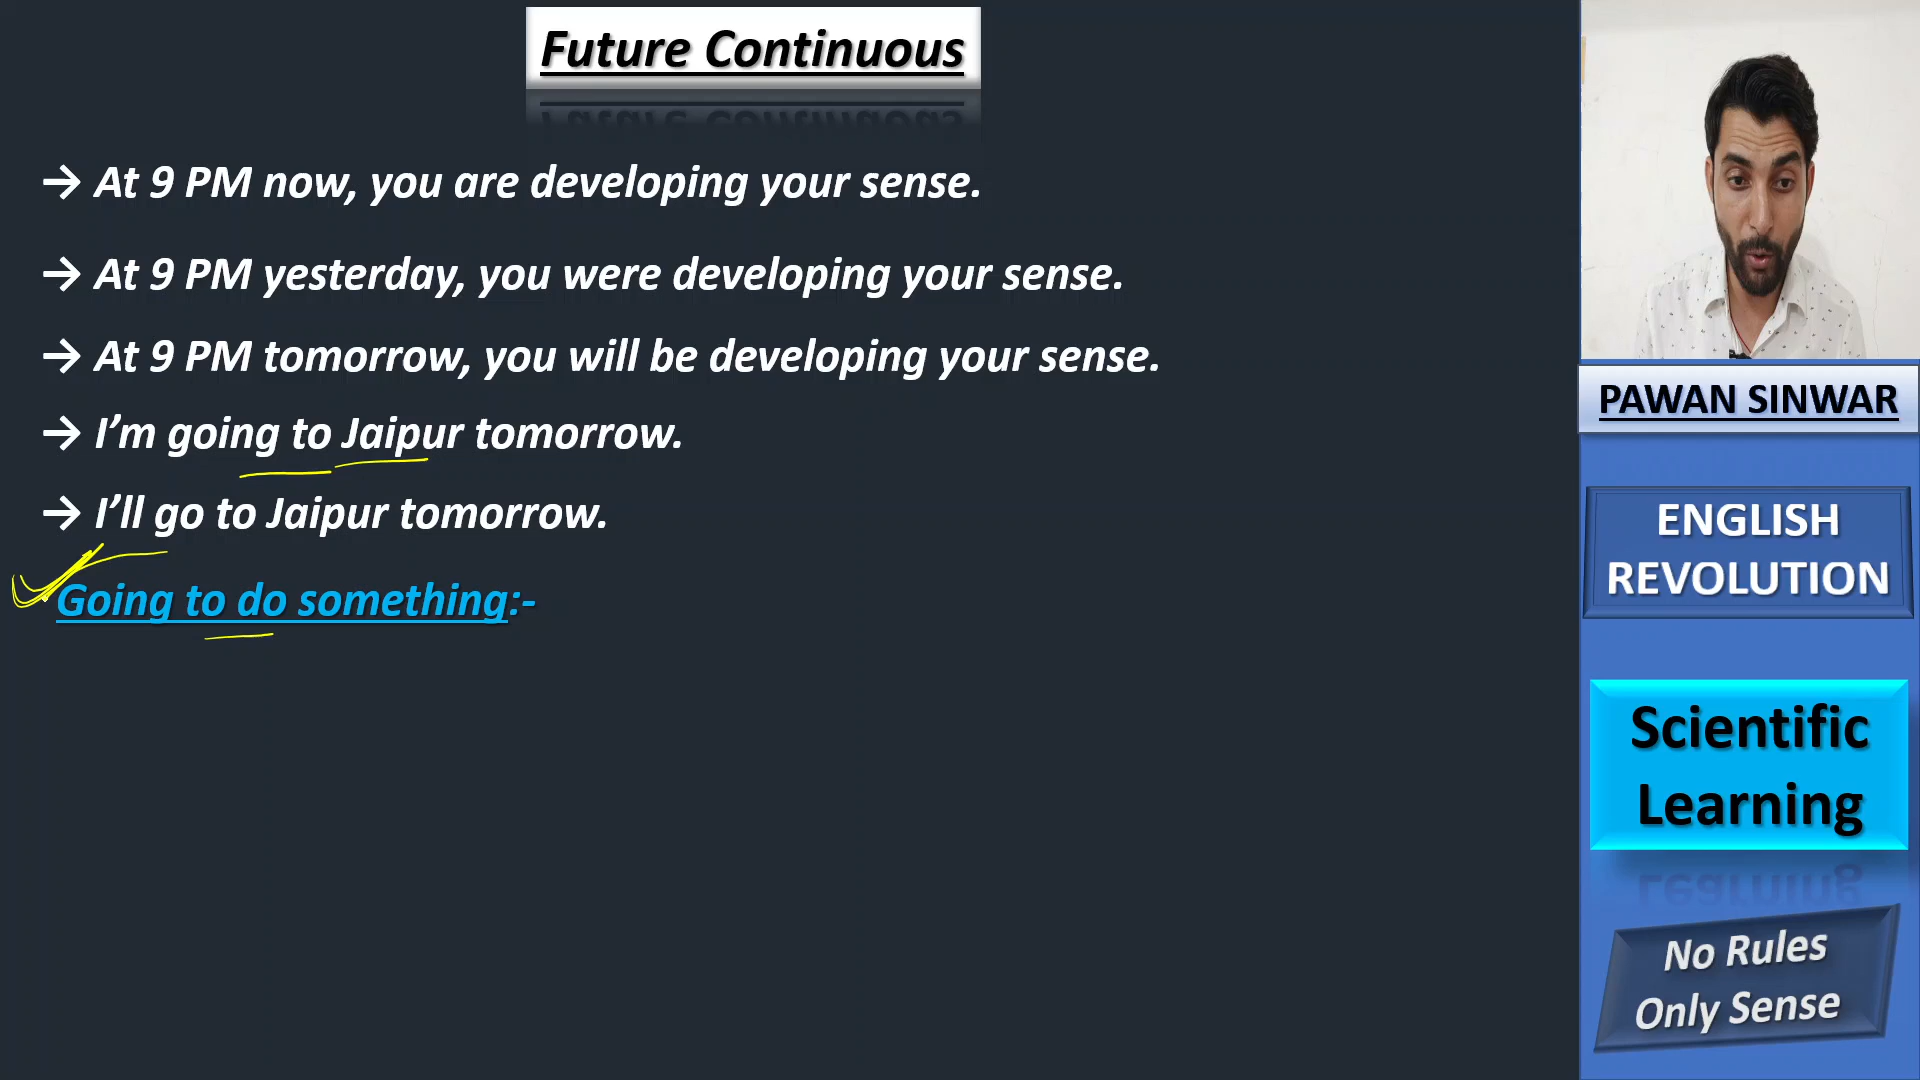 Future Continuous
→ At 9 PM now, you are developing your sense.
→ At 9 PM yesterday, you were developing your sense.
→ At 9 PM tomorrow, you will be developing your sense.
→ I’m going to Jaipur tomorrow.
→ I’ll go to Jaipur tomorrow.
Going to do something:-
PAWAN SINWAR
ENGLISH
REVOLUTION
Scientific
Learning
No Rules
Only Sense